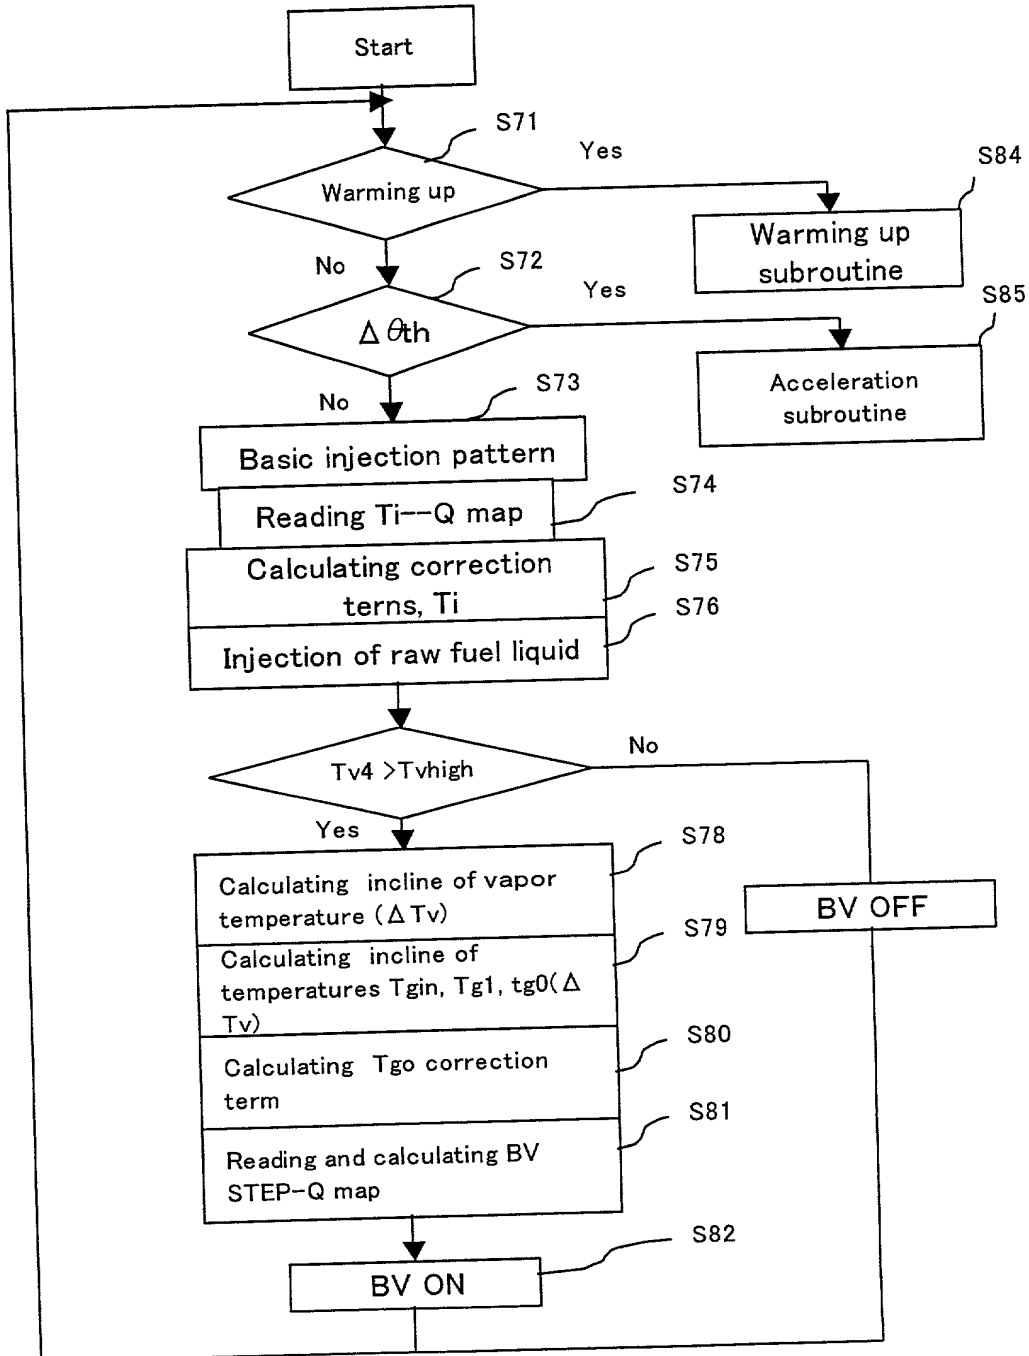 Start
S71
Yes
Warming up
S84
Warming up
subroutine
No
S72
Yes
Δθth
S85
Acceleration
subroutine
No
S73
Basic injection pattern
S74
Reading Ti--Q map
Calculating correction
terns, Ti
S75
S76
Injection of raw fuel liquid
No
Tv4 >Tvhigh
Yes
S78
Calculating incline of vapor
temperature (ΔTv)
BV OFF
S79
Calculating incline of
temperatures Tgin, Tg1, tg0(Δ
Tv)
S80
Calculating Tgo correction
term
S81
Reading and calculating BV
STEP-Q map
S82
BV ON